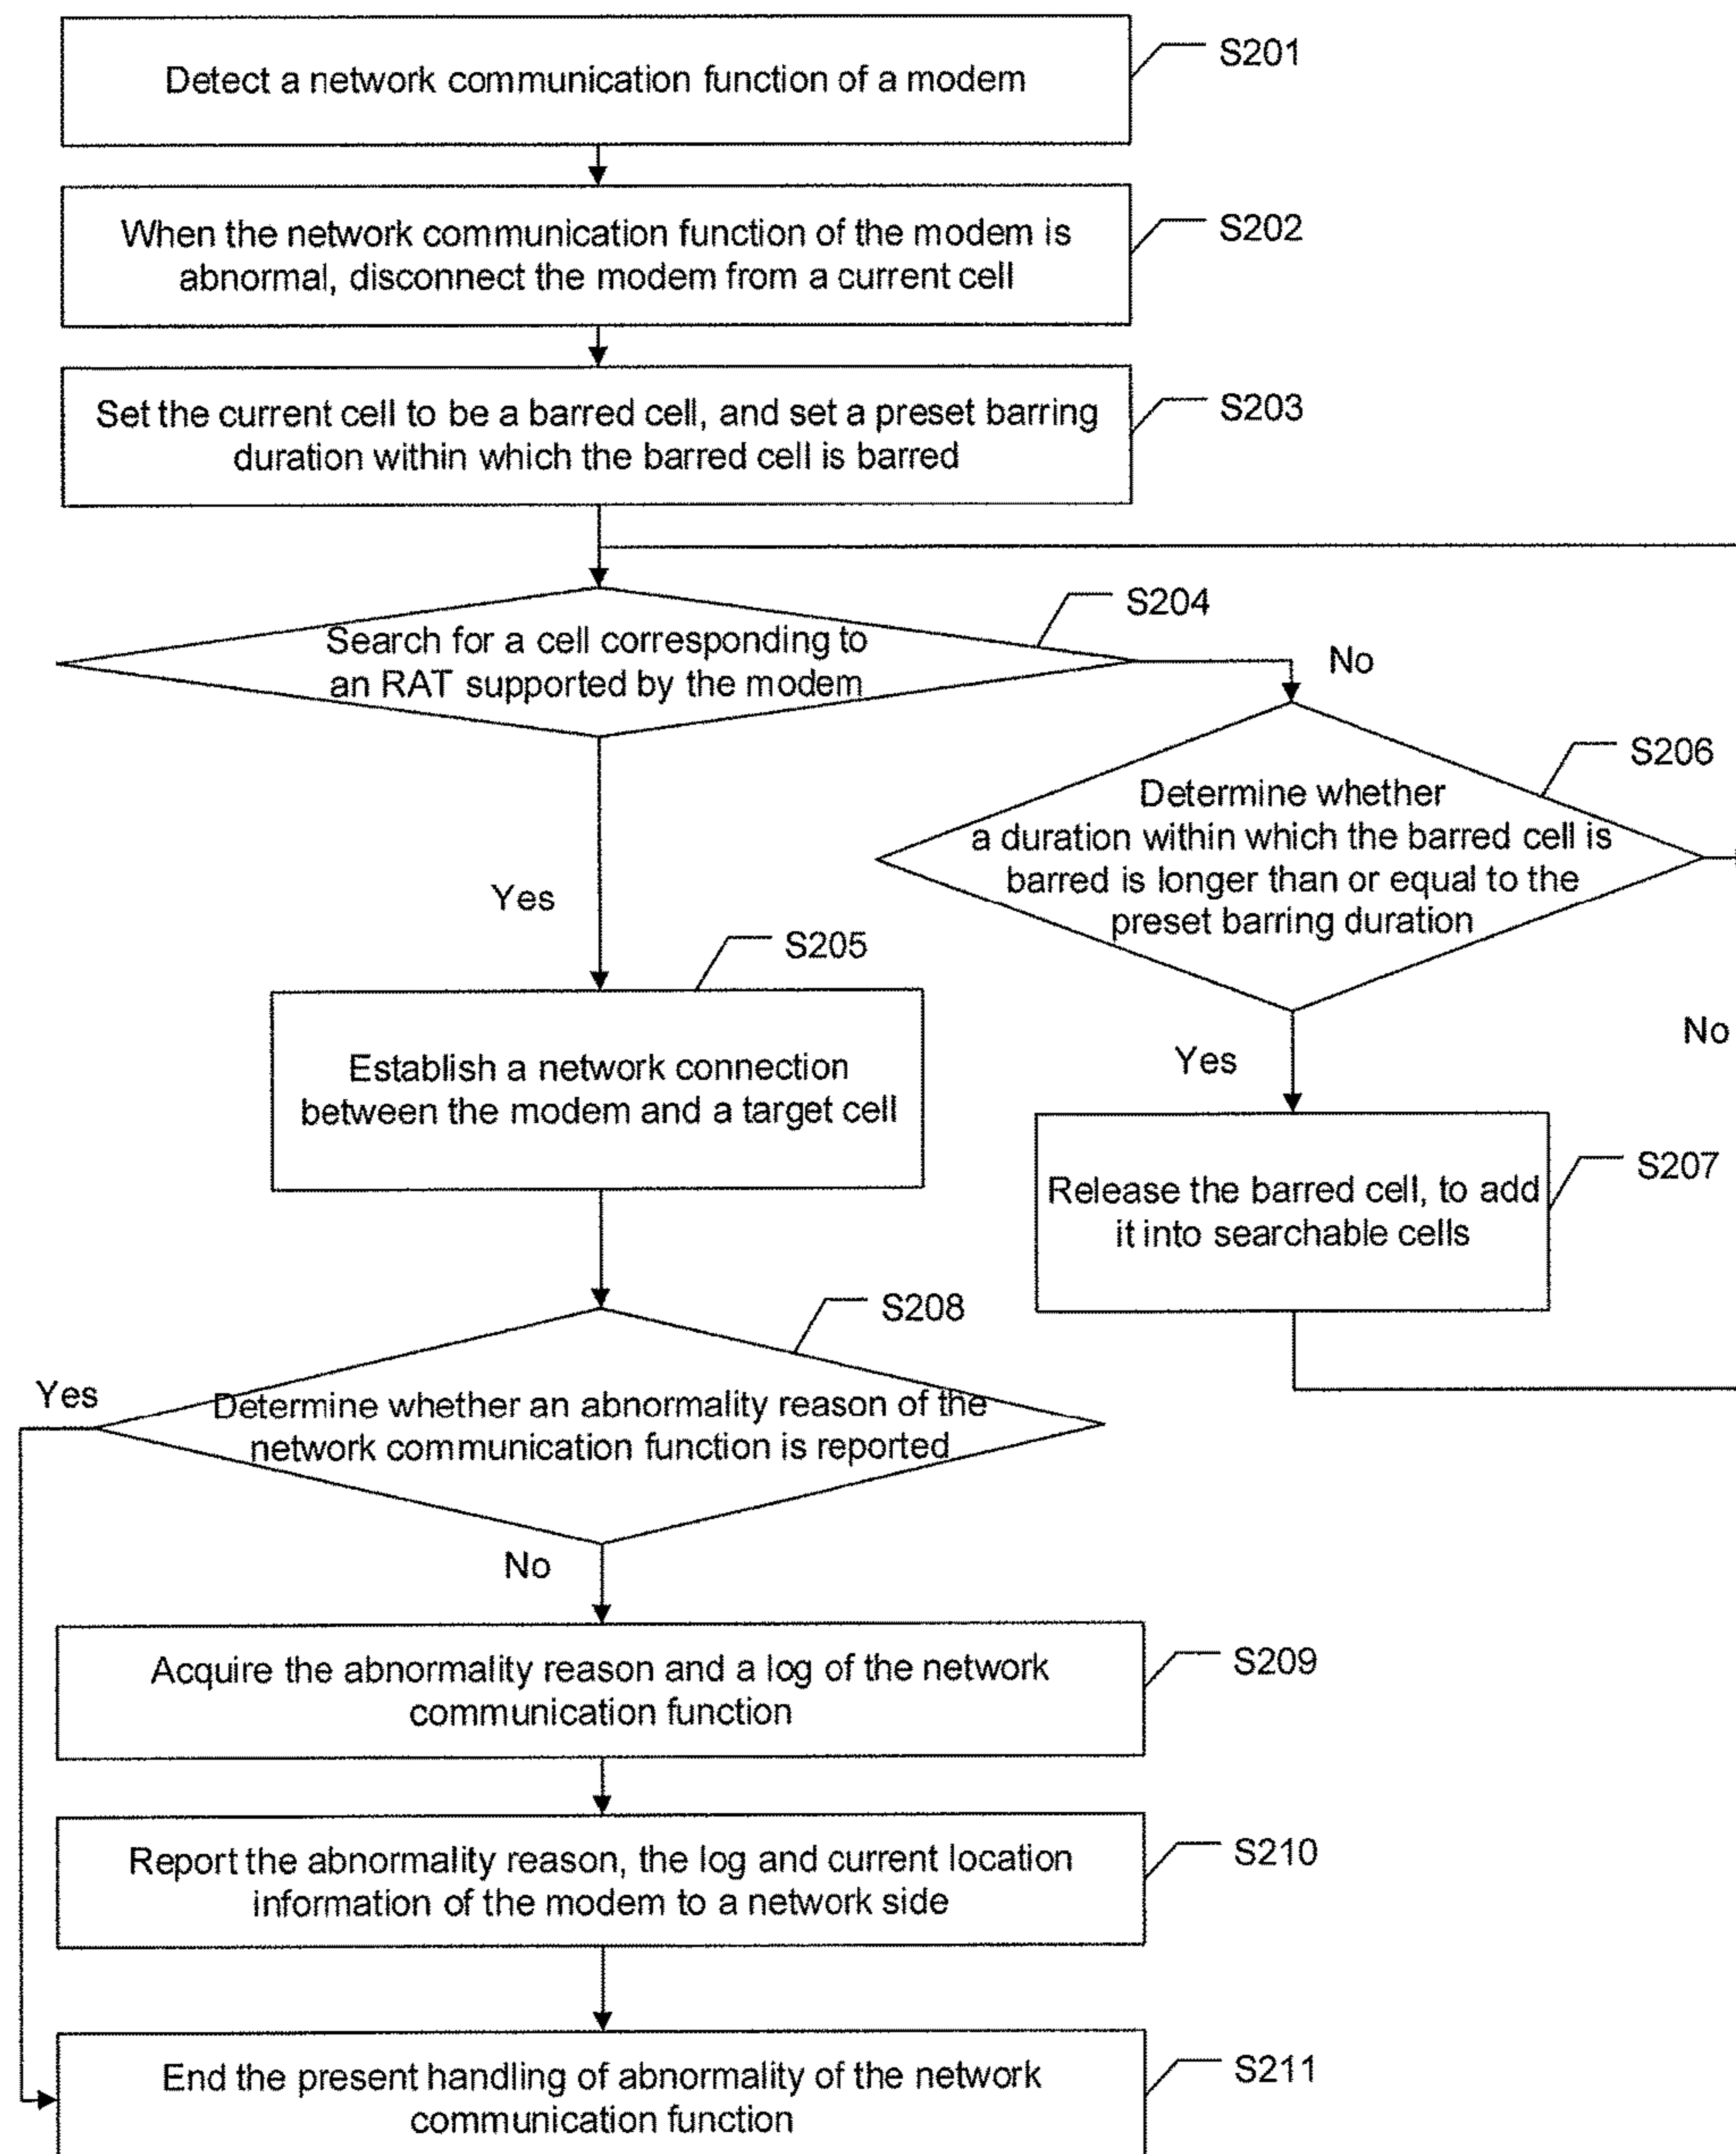 Detect a network communication function of a modem
S201
When the network communication function of the modem is
abnormal, disconnect the modem from a current cell
S202
Set the current cell to be a barred cell, and set a preset barring
duration within which the barred cell is barred
S203
Search for a cell corresponding to
an RAT supported by the modem
S204
No
Determine whether
a duration within which the barred cell is
barred is longer than or equal to the
preset barring duration
S206
Yes
No
Yes
Establish a network connection
between the modem and a target cell
S205
Release the barred cell, to add
it into searchable cells
S207
Determine whether an abnormality reason of the
network communication function is reported
S208
Yes
No
Acquire the abnormality reason and a log of the network
communication function
S209
Report the abnormality reason, the log and current location
information of the modem to a network side
S210
End the present handling of abnormality of the network
communication function
S211